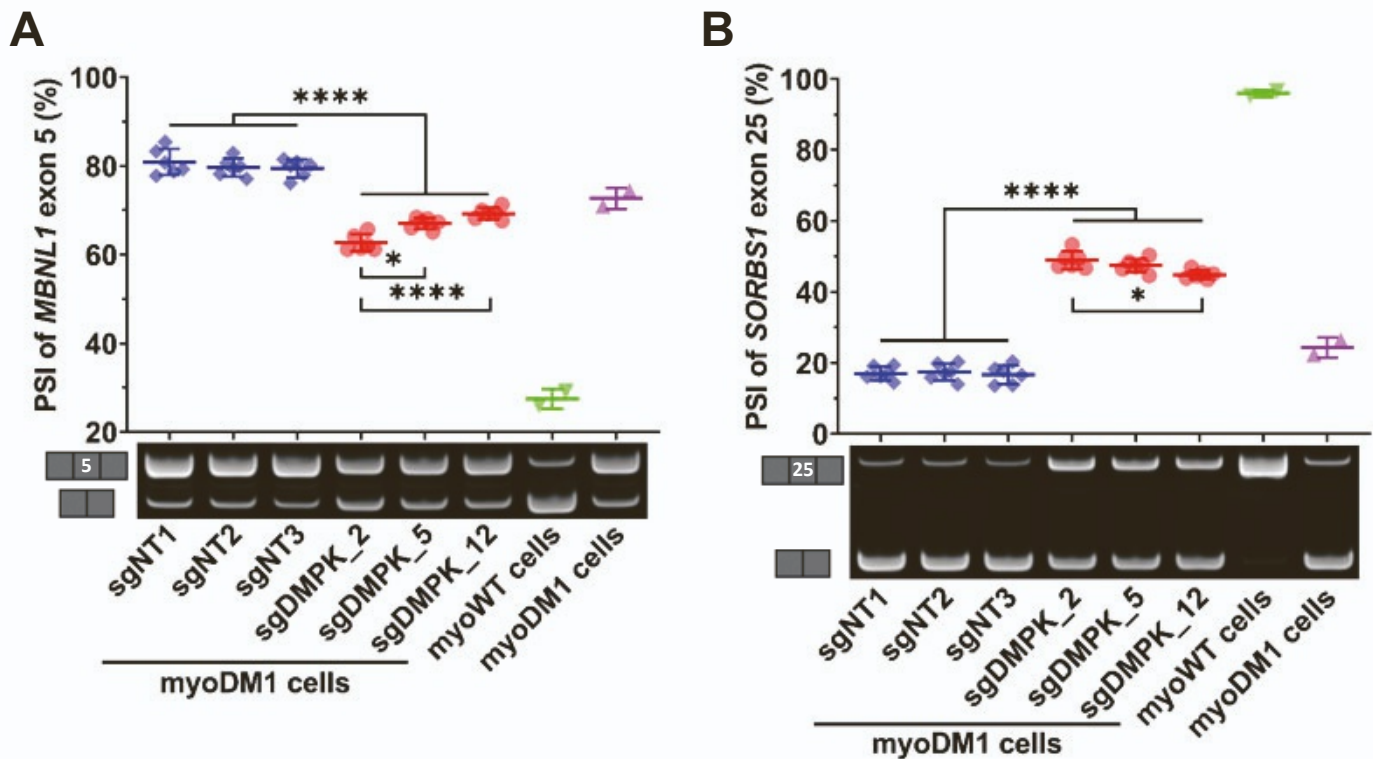 A
PSI of MBNL1 exon 5 (%)
100
80
60
40
20
****
*
****
5
sgNT1
sgNT2
sgNT3
sgDMPK_2
sgDMPK_5
sgDMPK_12
myoWT cells
myoDM1 cells
myoDM1 cells
B
PSI of SORBS1 exon 25 (%)
100
80
60
40
20
0
****
*
25
sgNT1
sgNT2
sgNT3
sgDMPK_2
sgDMPK_5
sgDMPK_12
myoWT cells
myoDM1 cells
myoDM1 cells